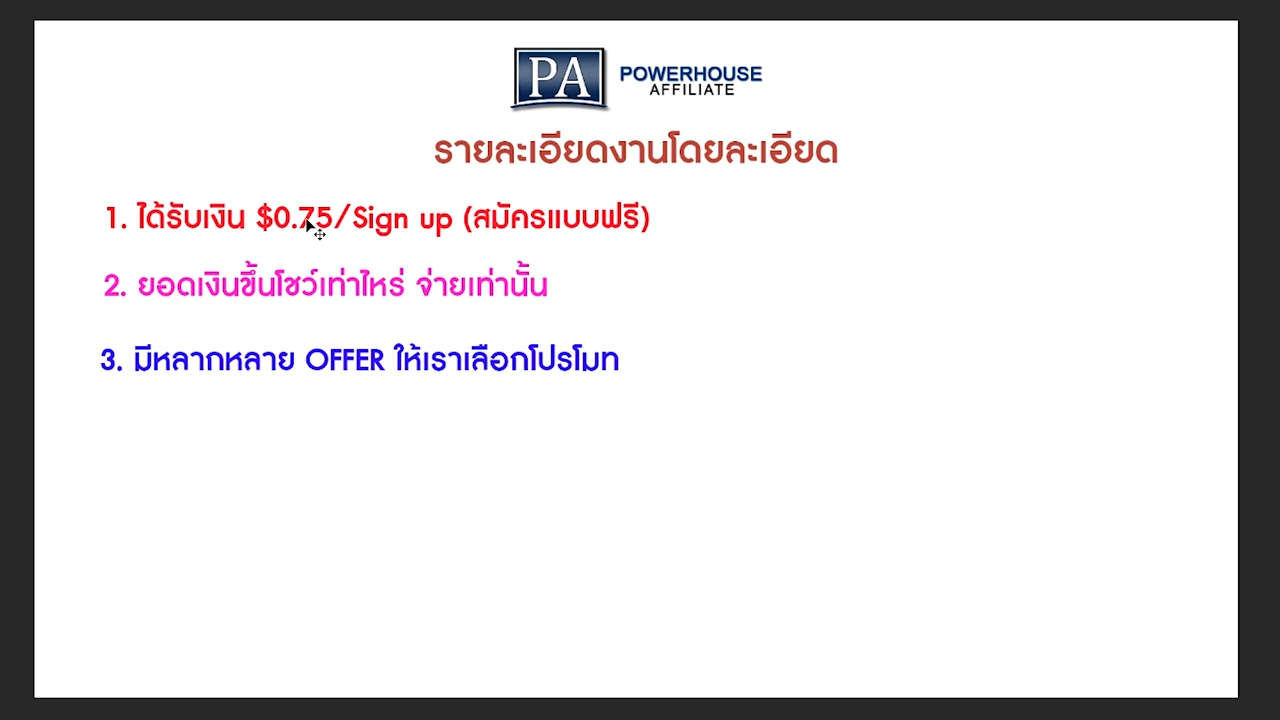 PA
POWERHOUSE
AFFILIATE
รายละเอียดงานโดยละเอียด
1. ได้รับเงิน $0.75/Sign up (สมัครแบบฟรี)
2. ยอดเงินขึ้นโชว์เท่าไหร่ จ่ายเท่านั้น
3. มีหลากหลาย OFFER ให้เราเลือกโปรโมท